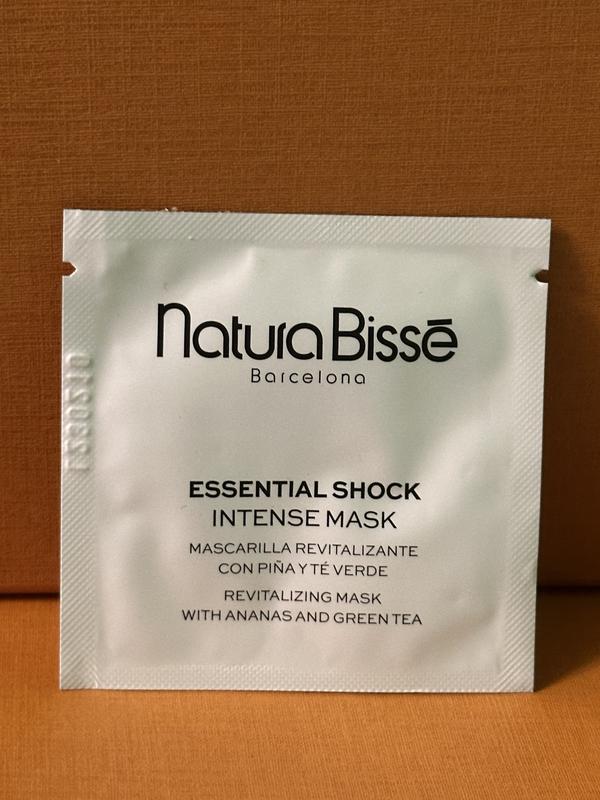 Natura Bissē
Barcelona
ESSENTIAL SHOCK
INTENSE MASK
MASCARILLA REVITALIZANTE
CON PIÑA Y TÉ VERDE
REVITALIZING MASK
WITH ANANAS AND GREEN TEA